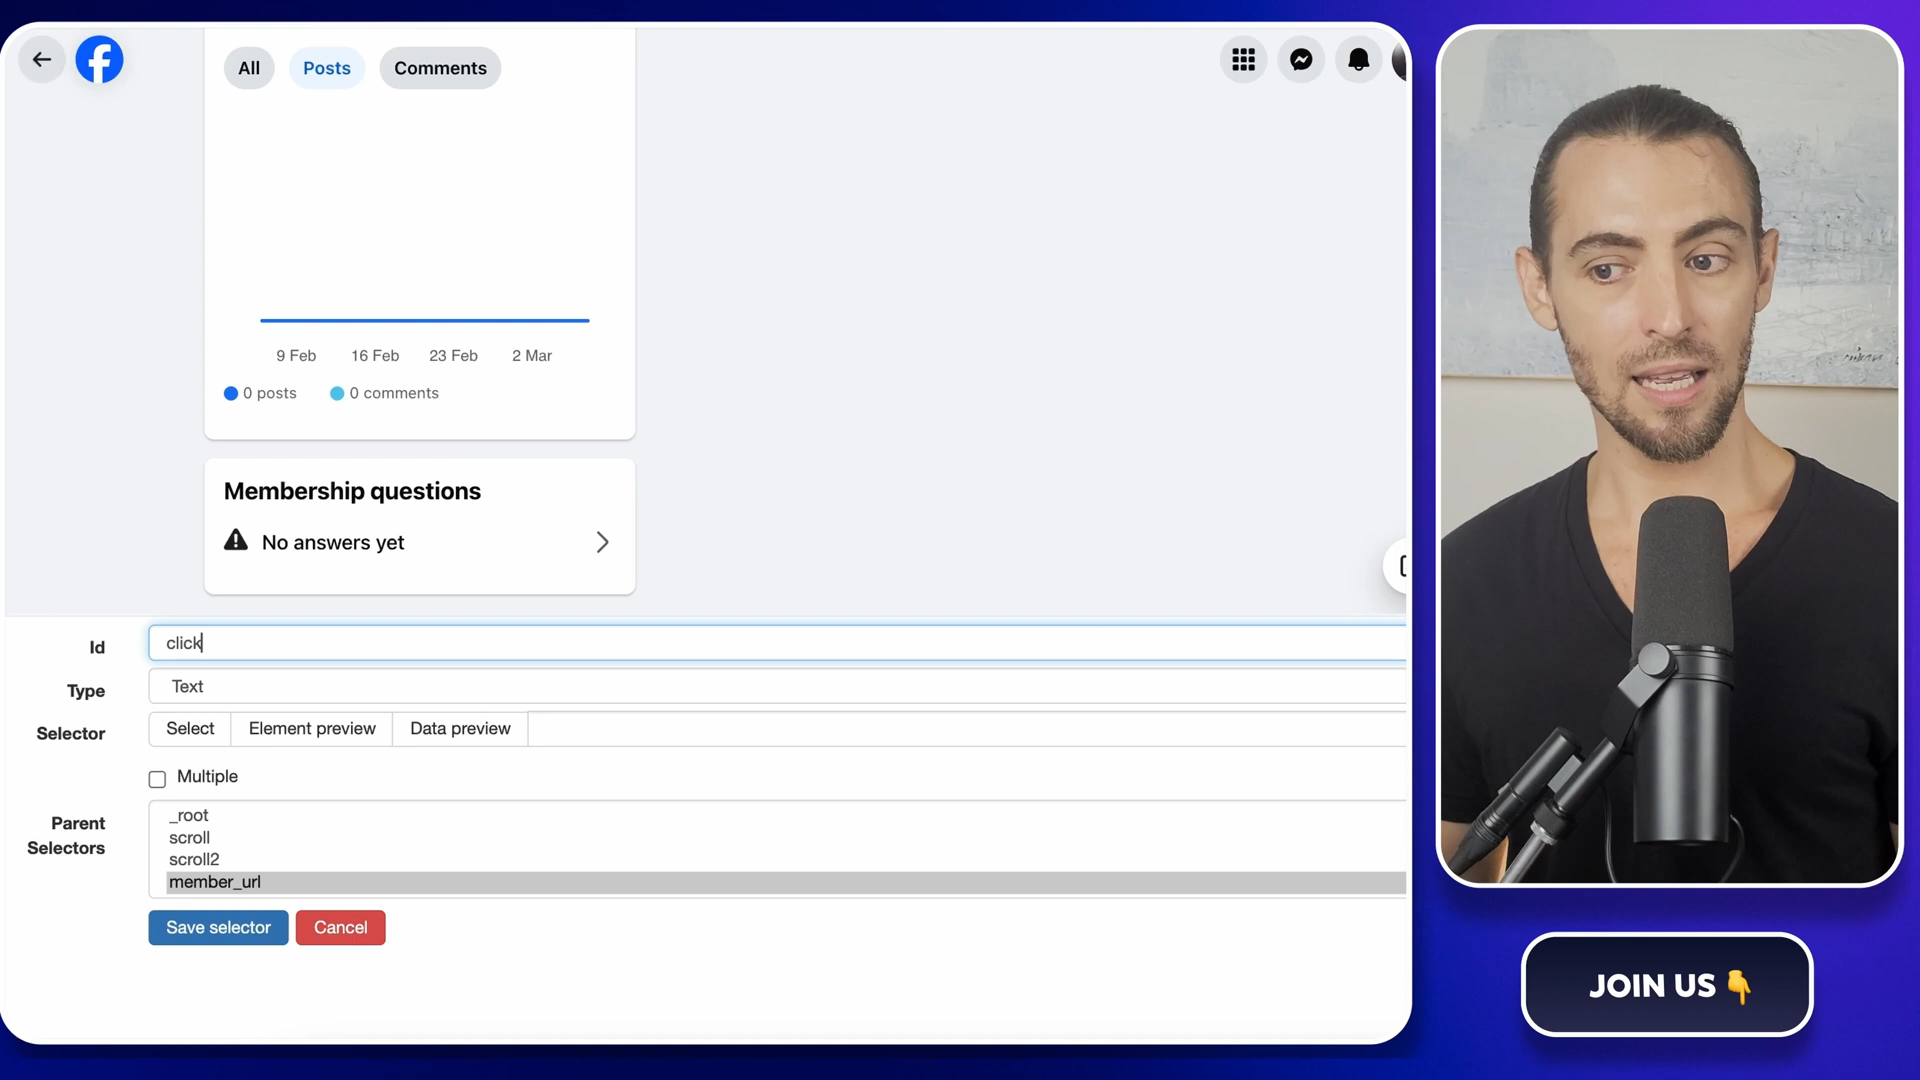 All
Posts
Comments
9 Feb
16 Feb
23 Feb
2 Mar
0 posts
0 comments
Membership questions
No answers yet
Id
click
Type
Text
Selector
Select
Element preview
Data preview
Multiple
Parent
Selectors
_root
scroll
scroll2
member_url
Save selector
Cancel
JOIN US 👇